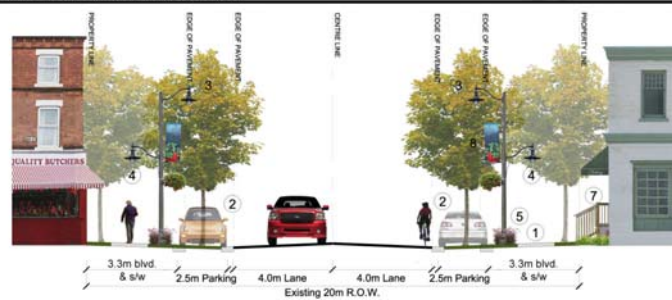 PROPERTY LINE
EDGE OF PAVEMENT
EDGE OF PAVEMENT
CENTRE LINE
EDGE OF PAVEMENT
EDGE OF PAVEMENT
PROPERTY LINE
3
8
QUALITY BUTCHERS
4
4
7
2
2
5
1
3.3m blvd.
& s/w
2.5m Parking
4.0m Lane
4.0m Lane
2.5m Parking
3.3m blvd.
& s/w
Existing 20m R.O.W.